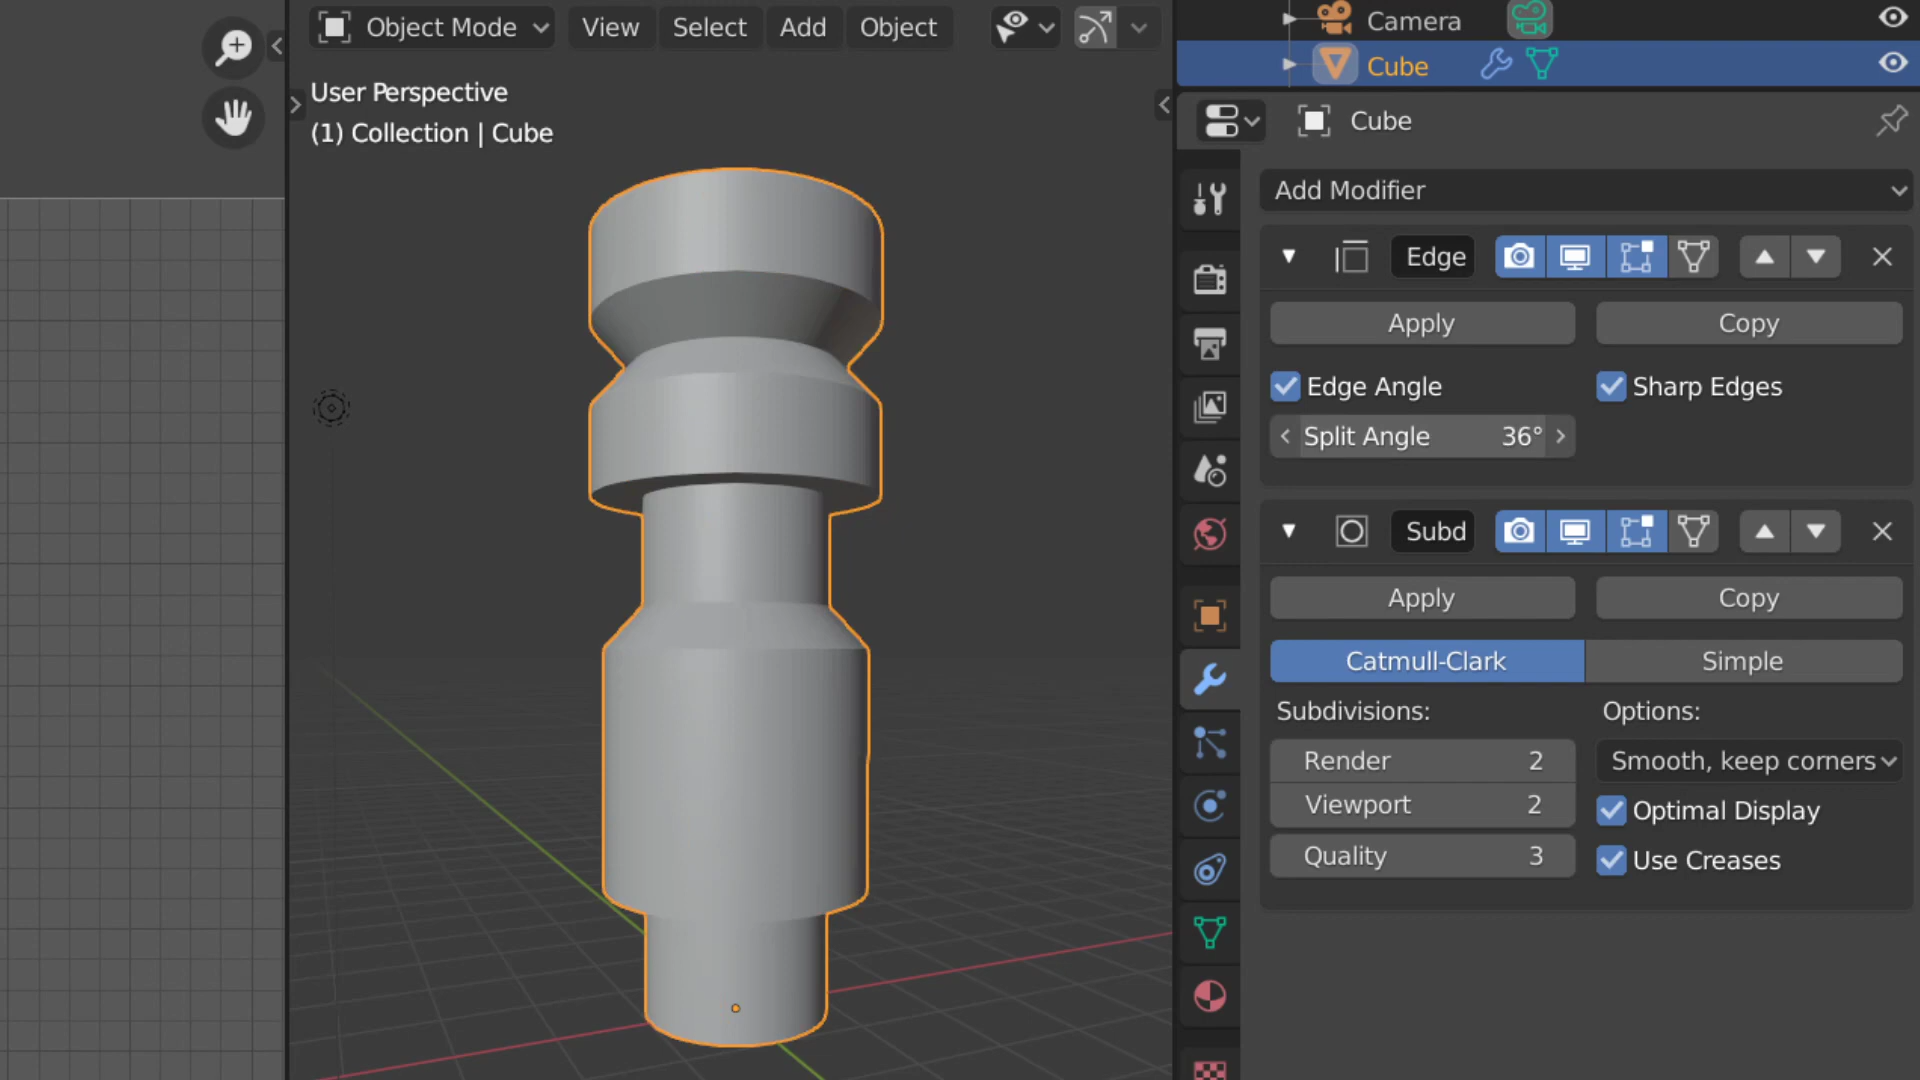 Object Mode View Select Add Object
User Perspective
(1) Collection | Cube
Camera
Cube
Cube
Add Modifier
Edge
Apply Copy
Edge Angle Sharp Edges
Split Angle 36°
Subd
Apply Copy
Catmull-Clark Simple
Subdivisions: Options:
Render 2 Smooth, keep corners
Viewport 2 Optimal Display
Quality 3 Use Creases